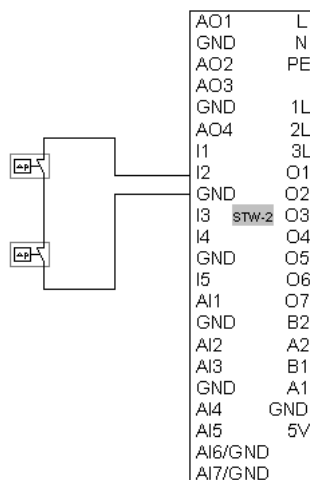 AO1 L
GND N
AO2 PE
AO3
GND 1L
AO4 2L
I1 3L
I2 O1
GND O2
I3 STW-2 O3
I4 O4
GND O5
I5 O6
AI1 O7
GND B2
AI2 A2
AI3 B1
GND A1
AI4 GND
AI5 5V
AI6/GND
AI7/GND
Δp
Δp